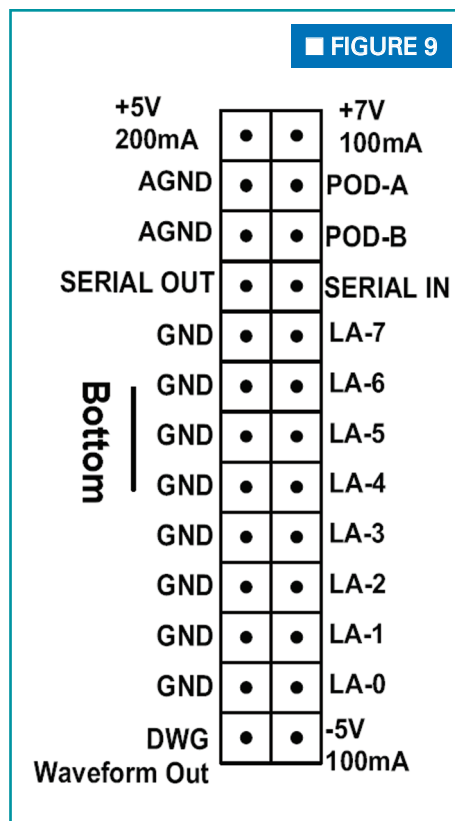 ■ FIGURE 9
+5V
200mA
+7V
100mA
AGND
POD-A
AGND
POD-B
SERIAL OUT
SERIAL IN
GND
LA-7
GND
LA-6
GND
LA-5
GND
LA-4
Bottom
GND
LA-3
GND
LA-2
GND
LA-1
GND
LA-0
DWG
Waveform Out
-5V
100mA